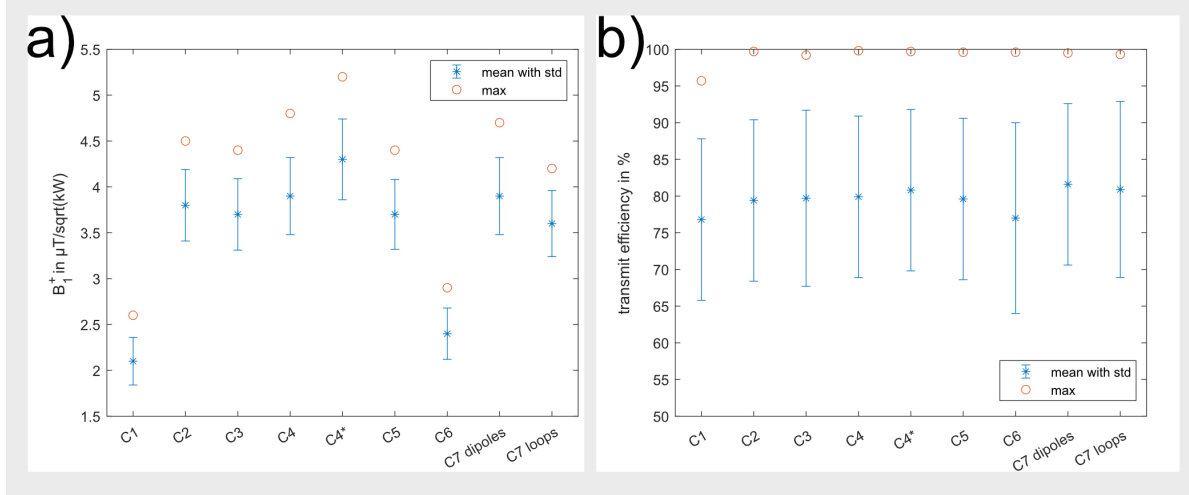 a)
5.5
5
4.5
4
3.5
3
2.5
2
1.5
B₁⁺ in µT/sqrt(kW)
mean with std
max
C1
C2
C3
C4
C4*
C5
C6
C7 dipoles
C7 loops
b)
100
95
90
85
80
75
70
65
60
55
50
transmit efficiency in %
mean with std
max
C1
C2
C3
C4
C4*
C5
C6
C7 dipoles
C7 loops